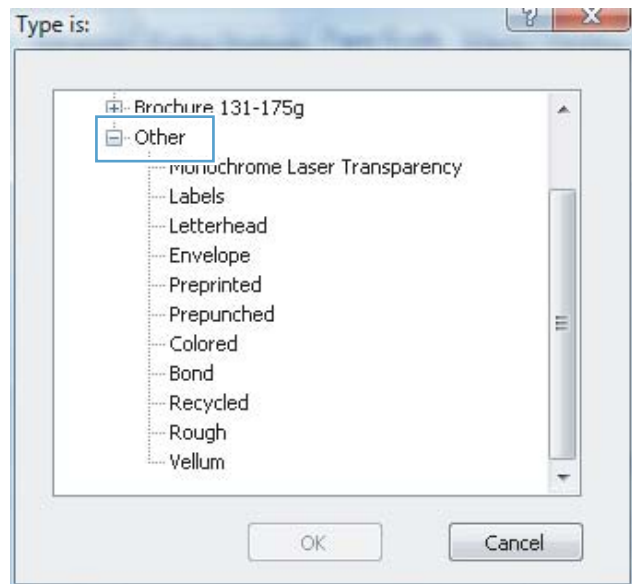 Type is:
Brochure 131-175g
Other
Monochrome Laser Transparency
Labels
Letterhead
Envelope
Preprinted
Prepunched
Colored
Bond
Recycled
Rough
Vellum
OK Cancel